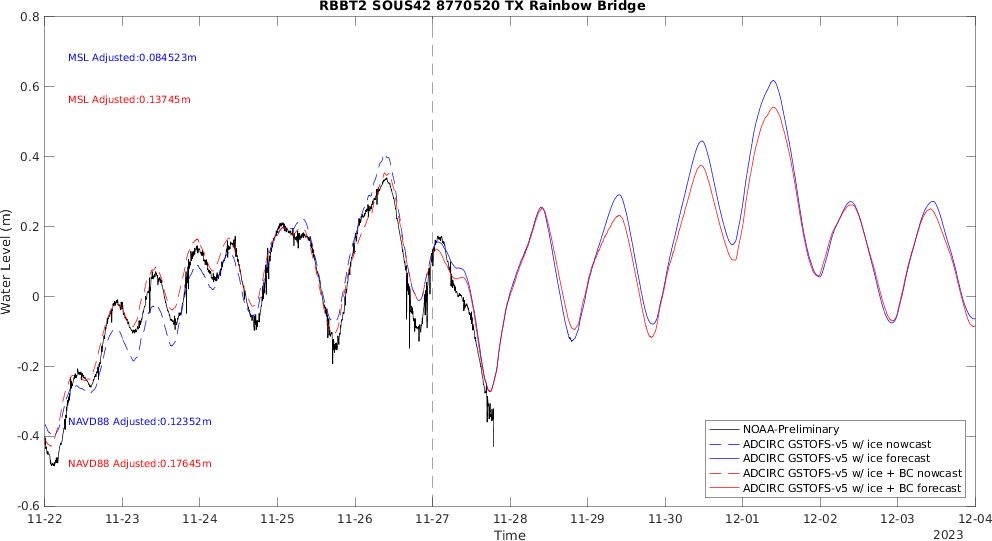 RBBT2 SOUS42 8770520 TX Rainbow Bridge
0.8
0.6
0.4
0.2
0
-0.2
-0.4
-0.6
Water Level (m)
MSL Adjusted:0.084523m
MSL Adjusted:0.13745m
NAVD88 Adjusted:0.12352m
NAVD88 Adjusted:0.17645m
NOAA-Preliminary
ADCIRC GSTOFS-v5 w/ ice nowcast
ADCIRC GSTOFS-v5 w/ ice forecast
ADCIRC GSTOFS-v5 w/ ice + BC nowcast
ADCIRC GSTOFS-v5 w/ ice + BC forecast
11-22 11-23 11-24 11-25 11-26 11-27 11-28 11-29 11-30 12-01 12-02 12-03 12-04
Time
2023